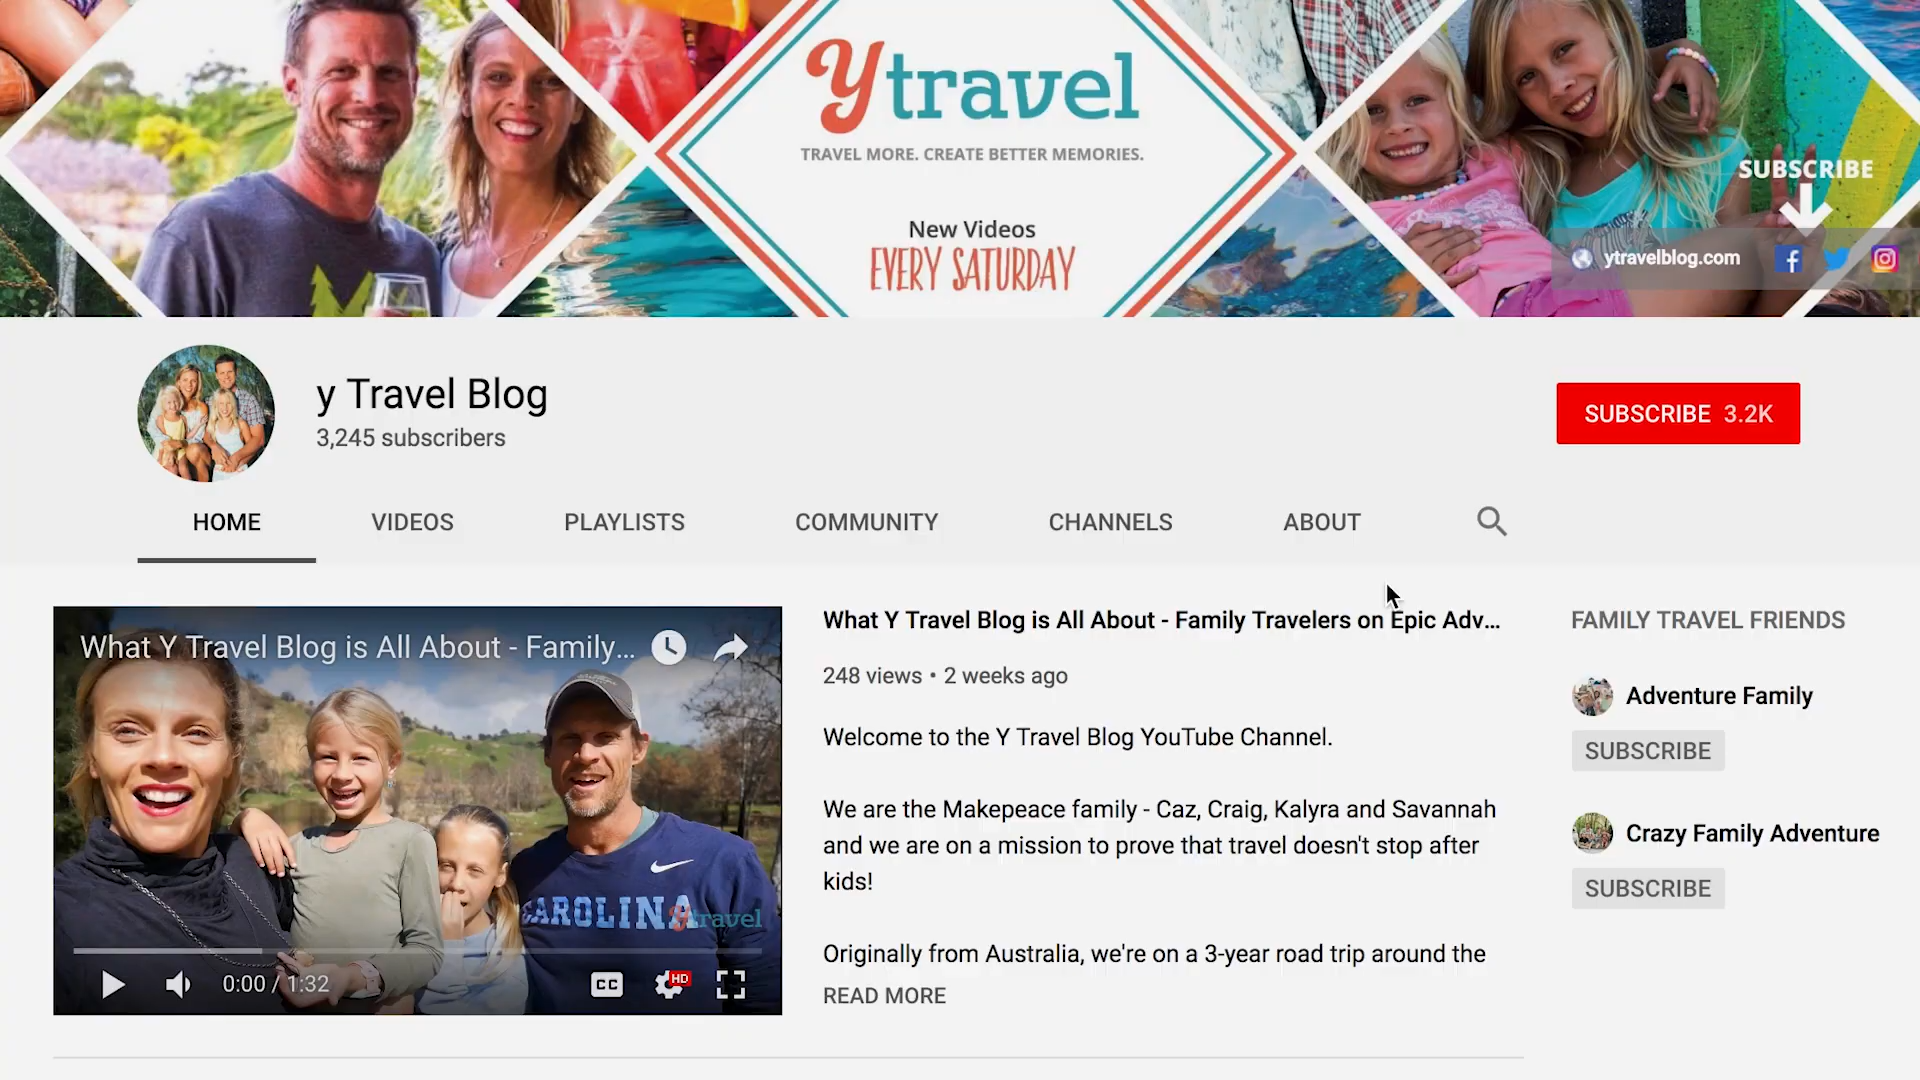 ytravel
TRAVEL MORE. CREATE BETTER MEMORIES.
New Videos
EVERY SATURDAY
SUBSCRIBE
ytravelblog.com
y Travel Blog
3,245 subscribers
SUBSCRIBE 3.2K
HOME VIDEOS PLAYLISTS COMMUNITY CHANNELS ABOUT
What Y Travel Blog is All About - Family...
CAROLINA
ytravel
0:00 / 1:32
CC
HD
What Y Travel Blog is All About - Family Travelers on Epic Adv...
248 views • 2 weeks ago
Welcome to the Y Travel Blog YouTube Channel.
We are the Makepeace family - Caz, Craig, Kalyra and Savannah
and we are on a mission to prove that travel doesn't stop after
kids!
Originally from Australia, we're on a 3-year road trip around the
READ MORE
FAMILY TRAVEL FRIENDS
Adventure Family
SUBSCRIBE
Crazy Family Adventure
SUBSCRIBE